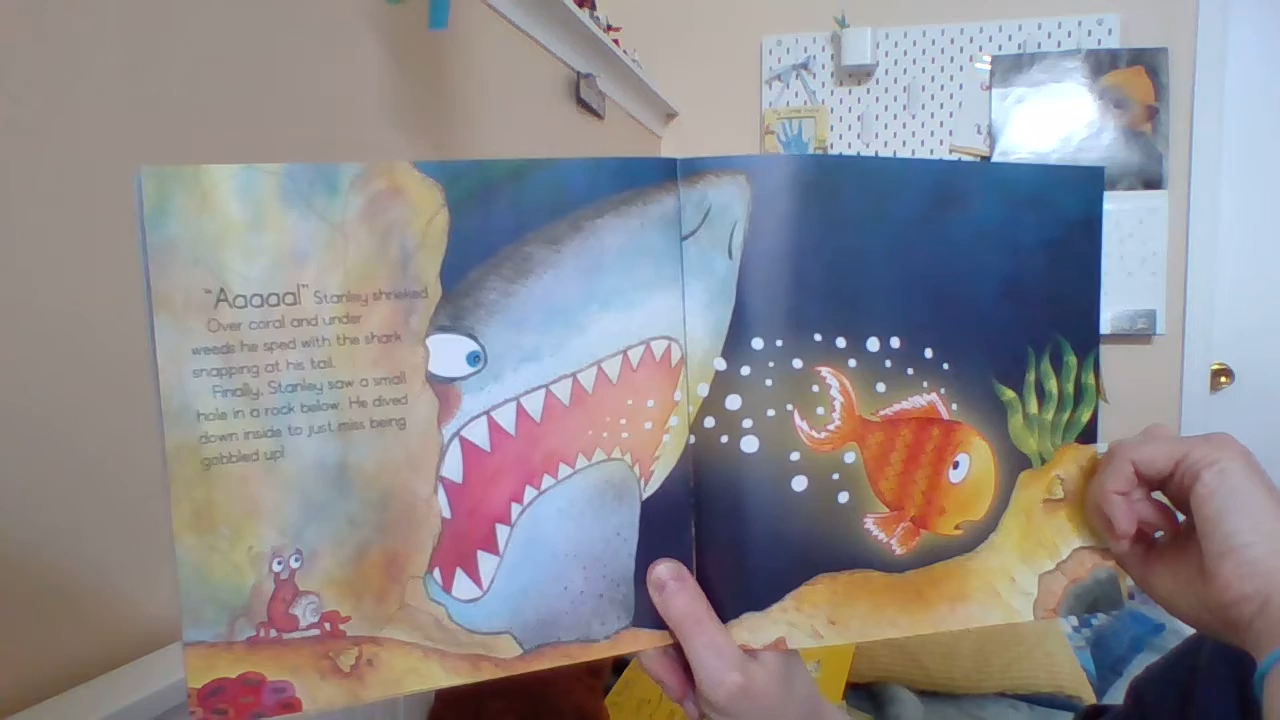 "Aaaaa!" Stanley shrieked.
Over coral and under
weeds he sped with the shark
snapping at his tail.
Finally, Stanley saw a small
hole in a rock below. He dived
down inside to just miss being
gobbled up!